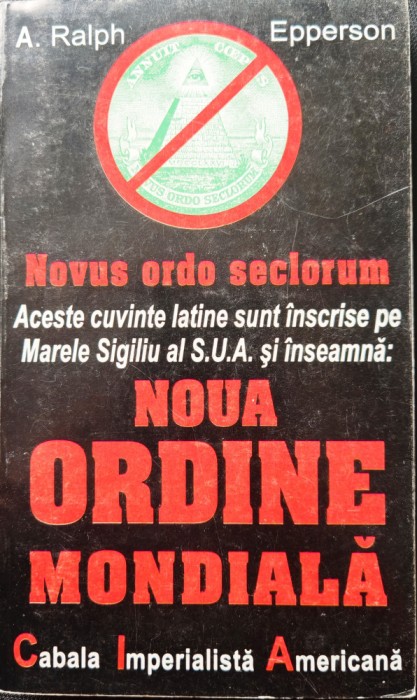 A. Ralph Epperson
ANNUIT CŒPTIS
NOVUS ORDO SECLORUM
Novus ordo seclorum
Aceste cuvinte latine sunt înscrise pe
Marele Sigiliu al S.U.A. şi înseamnă:
NOUA
ORDINE
MONDIALĂ
Cabala Imperialistă Americană